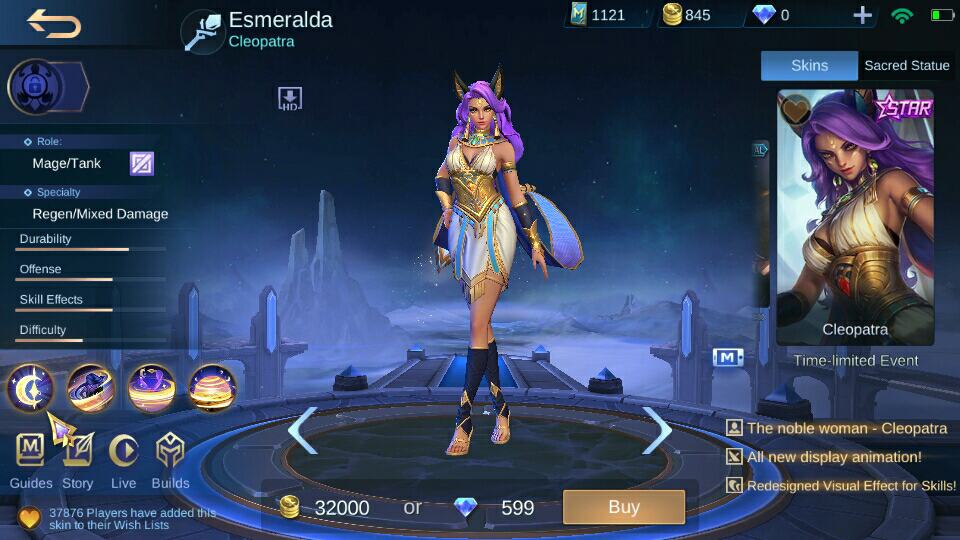 Esmeralda
Cleopatra
1121
845
0
Skins
Sacred Statue
HD
Role:
Mage/Tank
Specialty
Regen/Mixed Damage
Durability
Offense
Skill Effects
Difficulty
STAR
Cleopatra
Time-limited Event
M
The noble woman - Cleopatra
All new display animation!
Redesigned Visual Effect for Skills!
M
Guides
Story
Live
Builds
37876 Players have added this
skin to their Wish Lists
32000
or
599
Buy